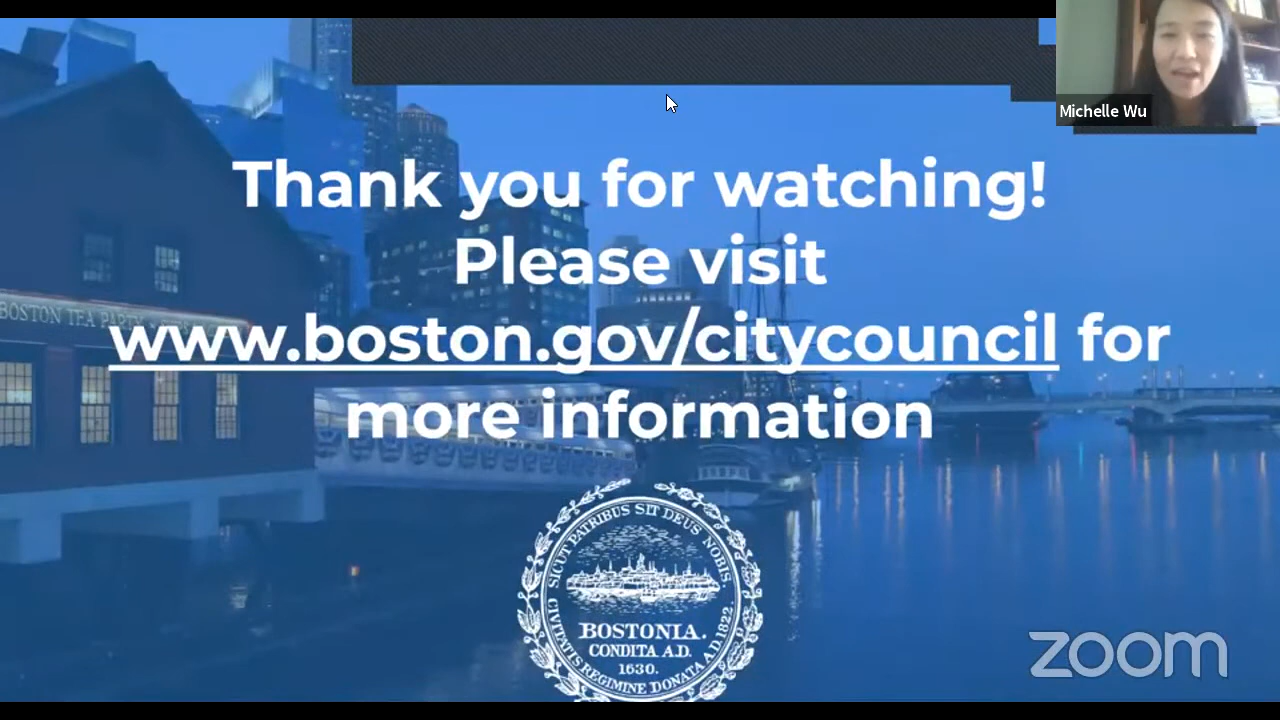 Michelle Wu
Thank you for watching!
Please visit
www.boston.gov/citycouncil for
more information
BOSTON TEA PARTY
SICUT PATRIBUS SIT DEUS NOBIS.
BOSTONIA.
CONDITA A.D.
1630.
CIVITATIS REGIMINE DONATA A.D. 1822.
zoom